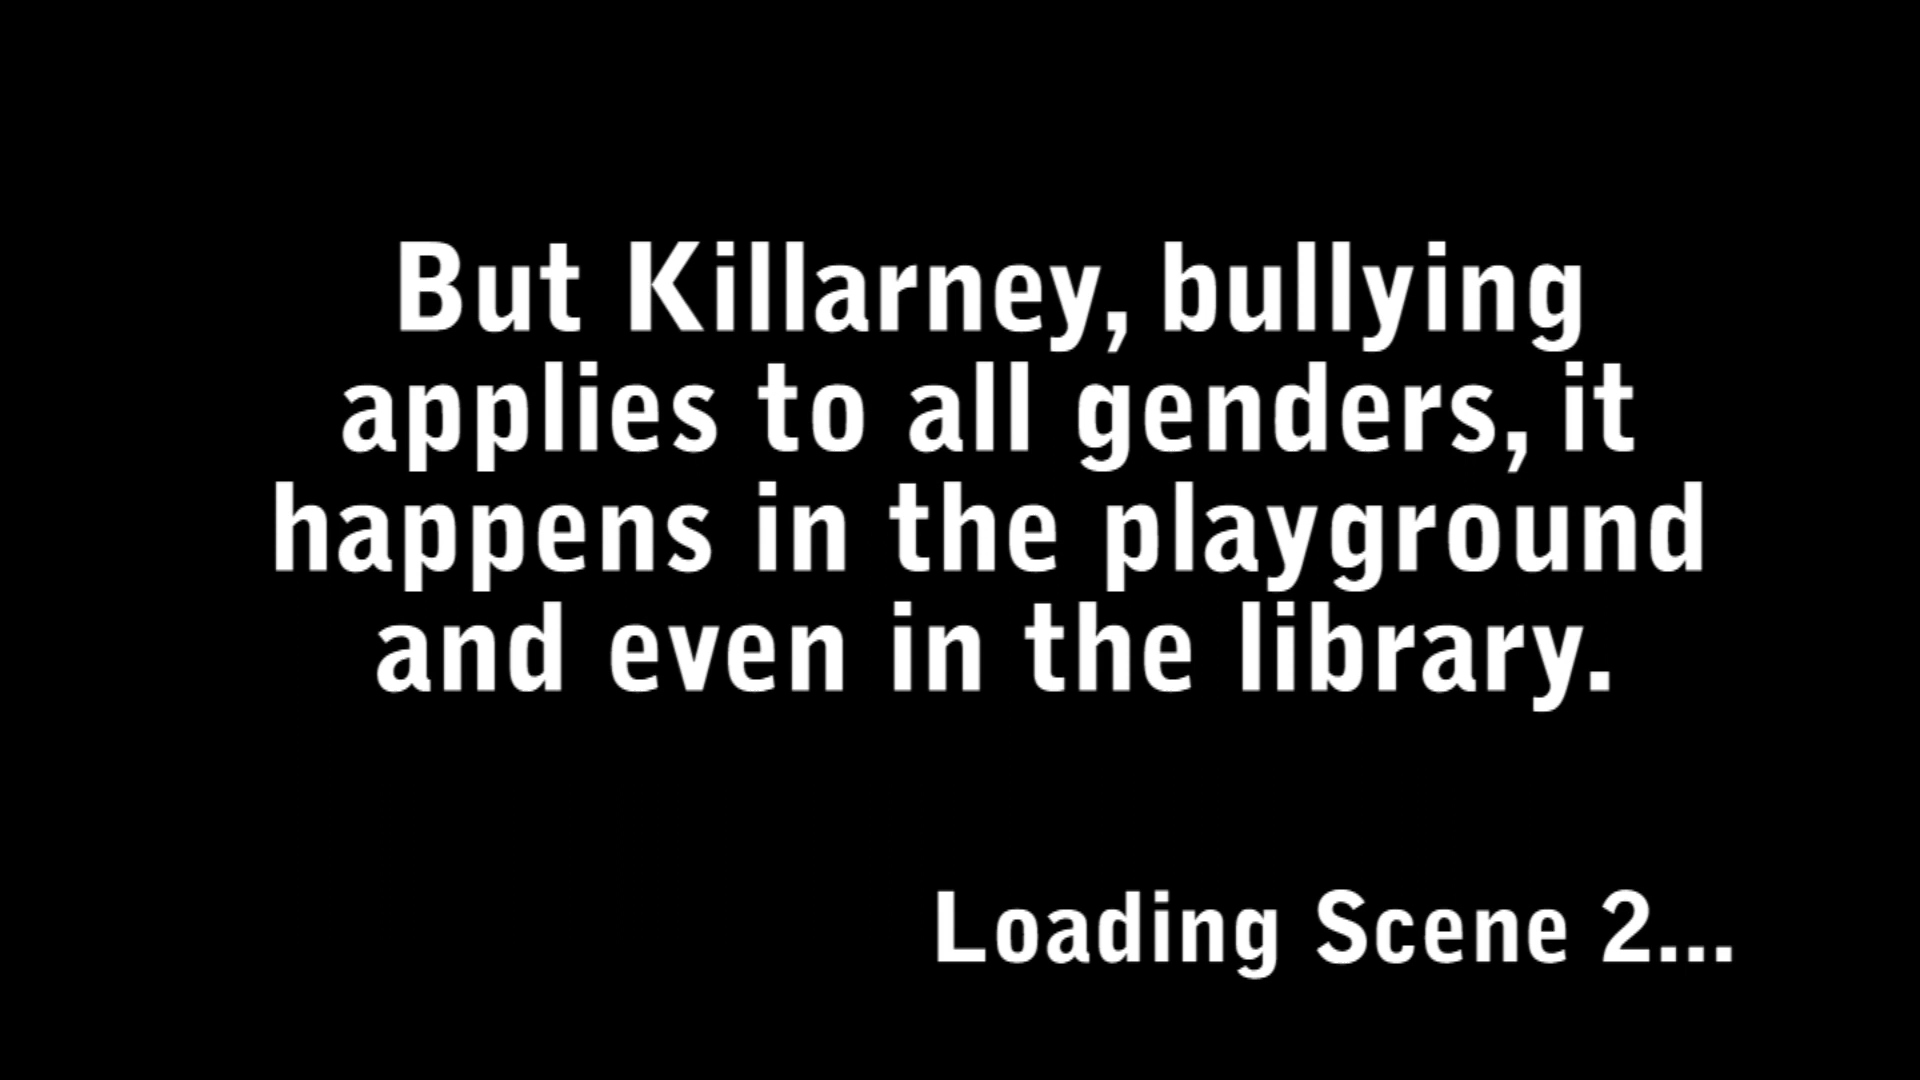 But Killarney, bullying
applies to all genders, it
happens in the playground
and even in the library.
Loading Scene 2...